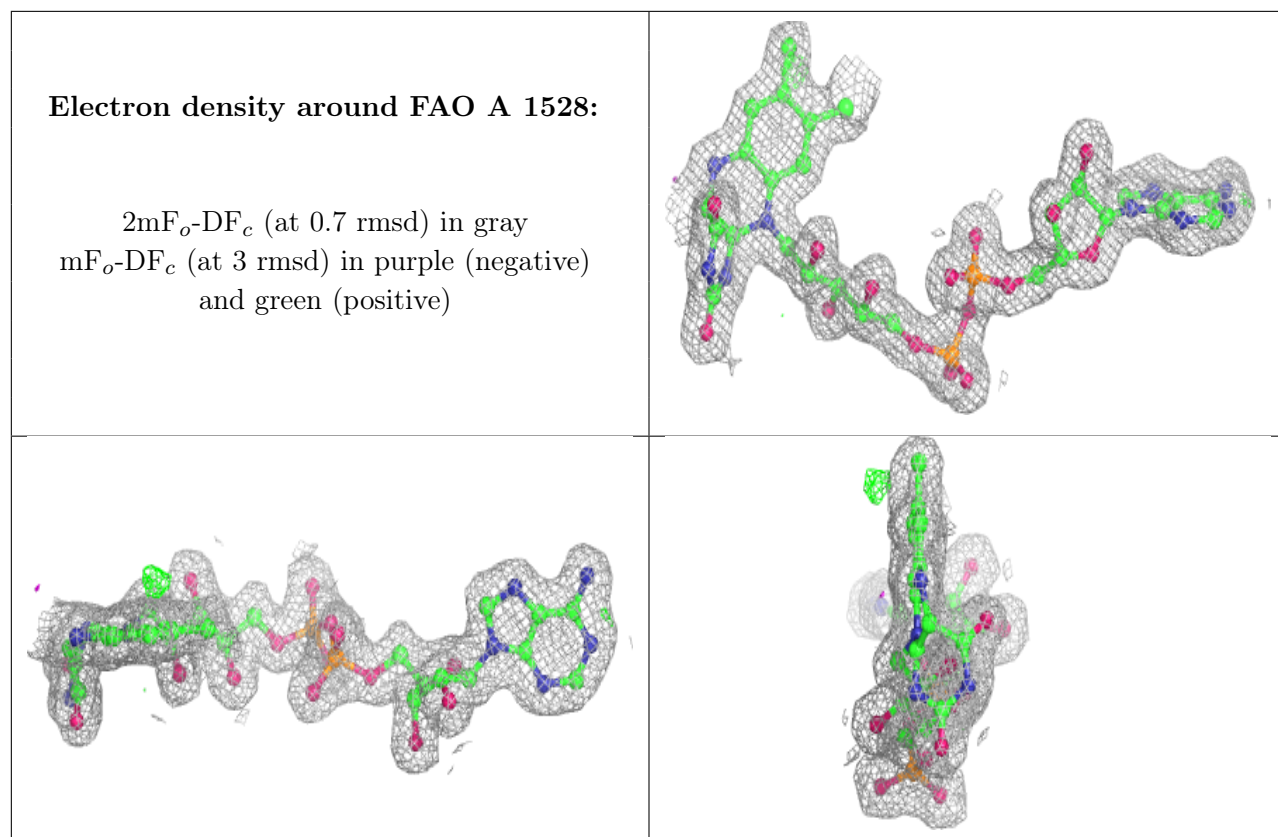 Electron density around FAO A 1528:
2mFo-DFc (at 0.7 rmsd) in gray
mFo-DFc (at 3 rmsd) in purple (negative)
and green (positive)